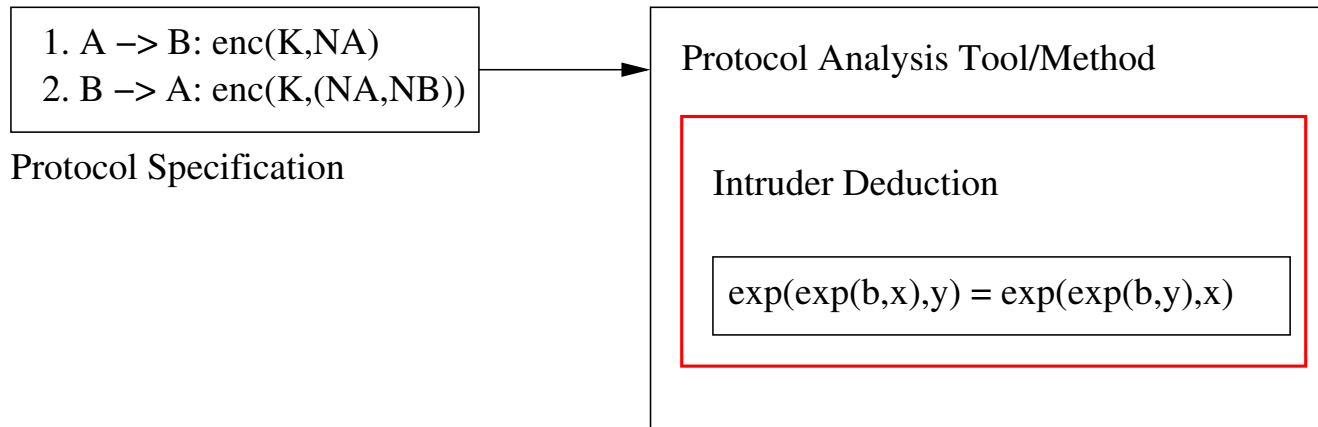 1. A −> B: enc(K,NA)
2. B −> A: enc(K,(NA,NB))
Protocol Specification
Protocol Analysis Tool/Method
Intruder Deduction
exp(exp(b,x),y) = exp(exp(b,y),x)